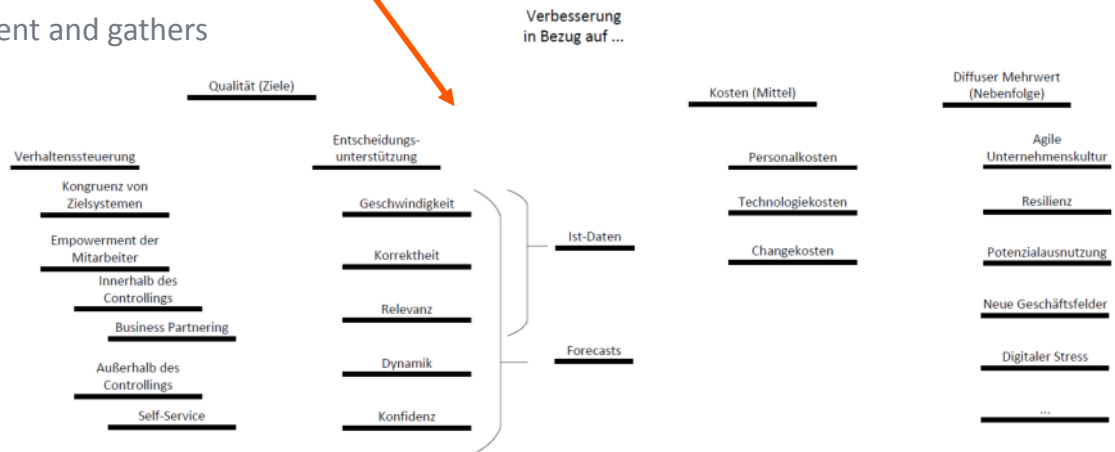 ent and gathers
Verbesserung
in Bezug auf ...
Qualität (Ziele)
Verhaltenssteuerung
Kongruenz von
Zielsystemen
Empowerment der
Mitarbeiter
Innerhalb des
Controllings
Business Partnering
Außerhalb des
Controllings
Self-Service
Entscheidungs-
unterstützung
Geschwindigkeit
Korrektheit
Relevanz
Dynamik
Konfidenz
Ist-Daten
Forecasts
Kosten (Mittel)
Personalkosten
Technologiekosten
Changekosten
Diffuser Mehrwert
(Nebenfolge)
Agile
Unternehmenskultur
Resilienz
Potenzialausnutzung
Neue Geschäftsfelder
Digitaler Stress
...